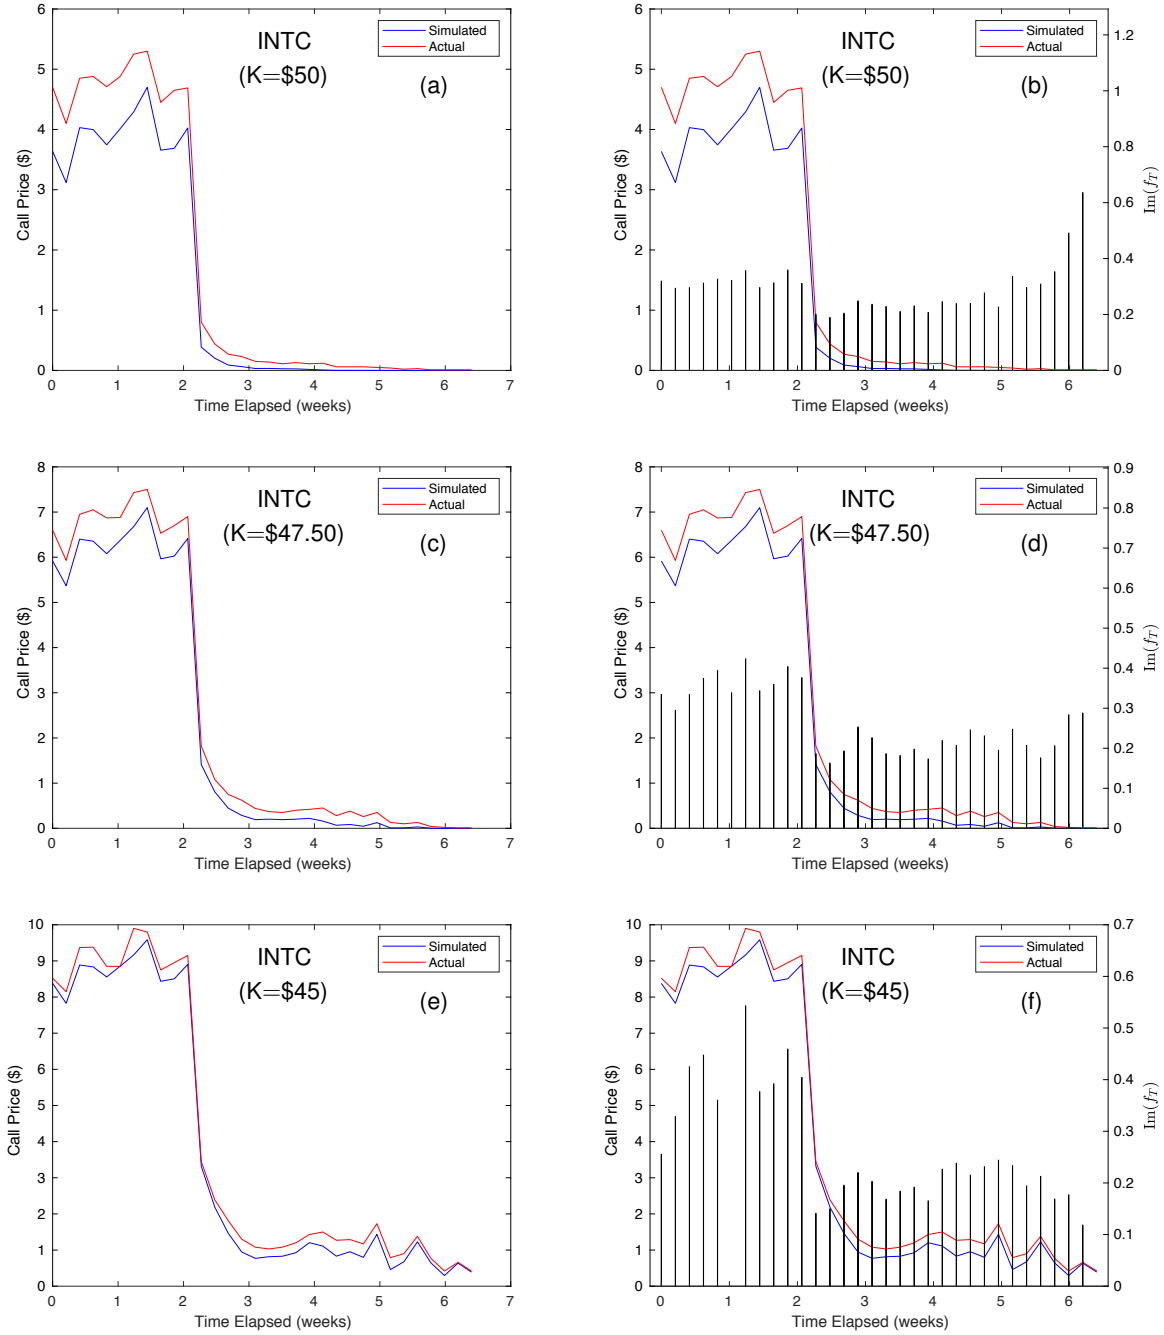 6
5
4
3
2
1
0
Call Price ($)
INTC
(K=$50)
Simulated
Actual
(a)
0 1 2 3 4 5 6 7
Time Elapsed (weeks)
6
5
4
3
2
1
0
Call Price ($)
INTC
(K=$50)
Simulated
Actual
(b)
1.2
1
0.8
0.6
0.4
0.2
0
Im(f_T)
0 1 2 3 4 5 6
Time Elapsed (weeks)
8
7
6
5
4
3
2
1
0
Call Price ($)
INTC
(K=$47.50)
Simulated
Actual
(c)
0 1 2 3 4 5 6 7
Time Elapsed (weeks)
8
7
6
5
4
3
2
1
0
Call Price ($)
INTC
(K=$47.50)
Simulated
Actual
(d)
0.9
0.8
0.7
0.6
0.5
0.4
0.3
0.2
0.1
0
Im(f_T)
0 1 2 3 4 5 6
Time Elapsed (weeks)
10
9
8
7
6
5
4
3
2
1
0
Call Price ($)
INTC
(K=$45)
Simulated
Actual
(e)
0 1 2 3 4 5 6 7
Time Elapsed (weeks)
10
9
8
7
6
5
4
3
2
1
0
Call Price ($)
INTC
(K=$45)
Simulated
Actual
(f)
0.7
0.6
0.5
0.4
0.3
0.2
0.1
0
Im(f_T)
0 1 2 3 4 5 6
Time Elapsed (weeks)